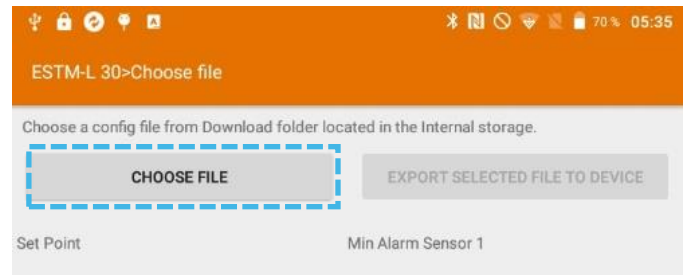 70% 05:35
ESTM-L 30>Choose file
Choose a config file from Download folder located in the Internal storage.
CHOOSE FILE
EXPORT SELECTED FILE TO DEVICE
Set Point
Min Alarm Sensor 1